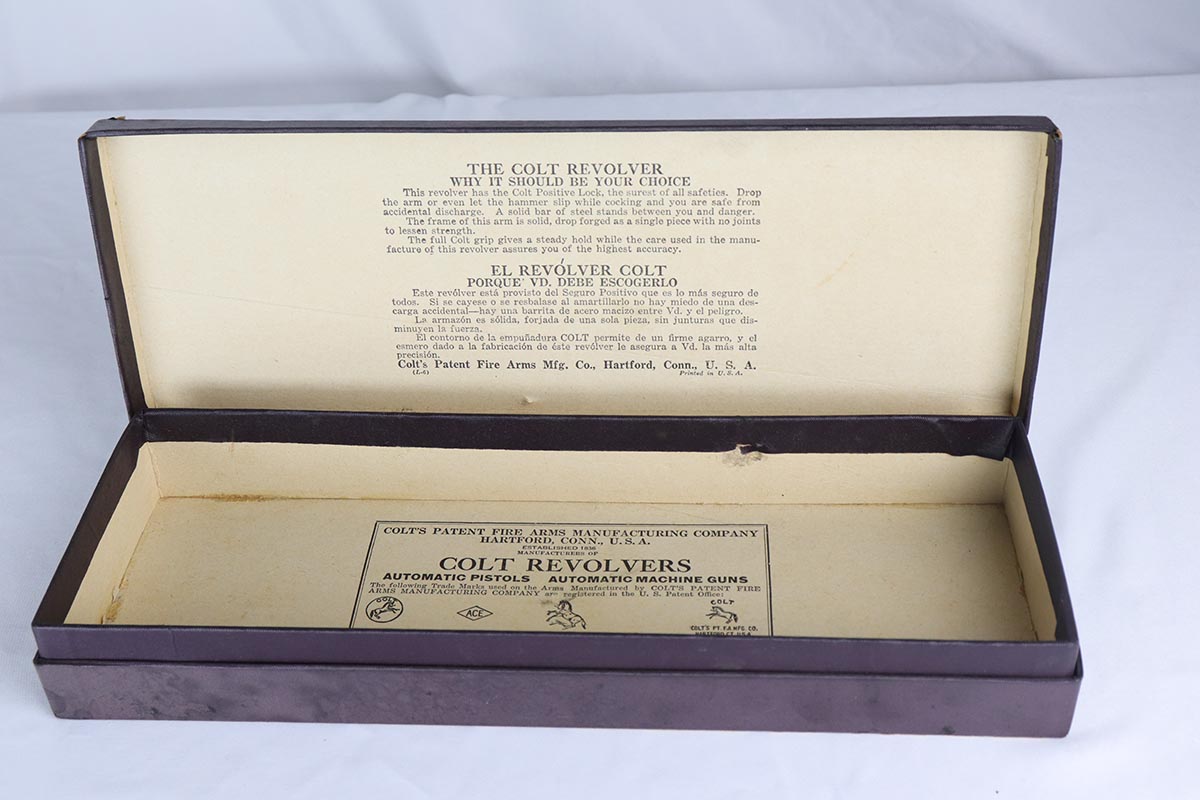 THE COLT REVOLVER
WHY IT SHOULD BE YOUR CHOICE
This revolver has the Colt Positive Lock, the surest of all safeties. Drop
the arm or even let the hammer slip while cocking and you are safe from
accidental discharge. A solid bar of steel stands between you and danger.
The frame of this arm is solid, drop forged as a single piece with no joints
to lessen strength.
The full Colt grip gives a steady hold while the care used in the manu-
facture of this revolver assures you of the highest accuracy.
EL REVÓLVER COLT
PORQUE' VD. DEBE ESCOGERLO
Este revólver está provisto del Seguro Positivo que es lo más seguro de
todos. Si se cayese o se resbalase al amartillarlo no hay miedo de una des-
carga accidental—hay una barrita de acero macizo entre Vd. y el peligro.
La armazón es sólida, forjada de una sola pieza, sin junturas que dis-
minuyen la fuerza.
El contorno de la empuñadura COLT permite de un firme agarro, y el
esmero dado a la fabricación de éste revólver le asegura a Vd. la más alta
precisión.
Colt's Patent Fire Arms Mfg. Co., Hartford, Conn., U. S. A.
(L-6) Printed in U. S. A.
COLT'S PATENT FIRE ARMS MANUFACTURING COMPANY
HARTFORD, CONN., U.S.A.
ESTABLISHED 1836
MANUFACTURERS OF
COLT REVOLVERS
AUTOMATIC PISTOLS AUTOMATIC MACHINE GUNS
The following Trade Marks used on the Arms Manufactured by COLT'S PATENT FIRE
ARMS MANUFACTURING COMPANY are registered in the U. S. Patent Office:
COLT ACE COLT
COLT'S PT. F.A. MFG. CO.
HARTFORD, CT. U.S.A.